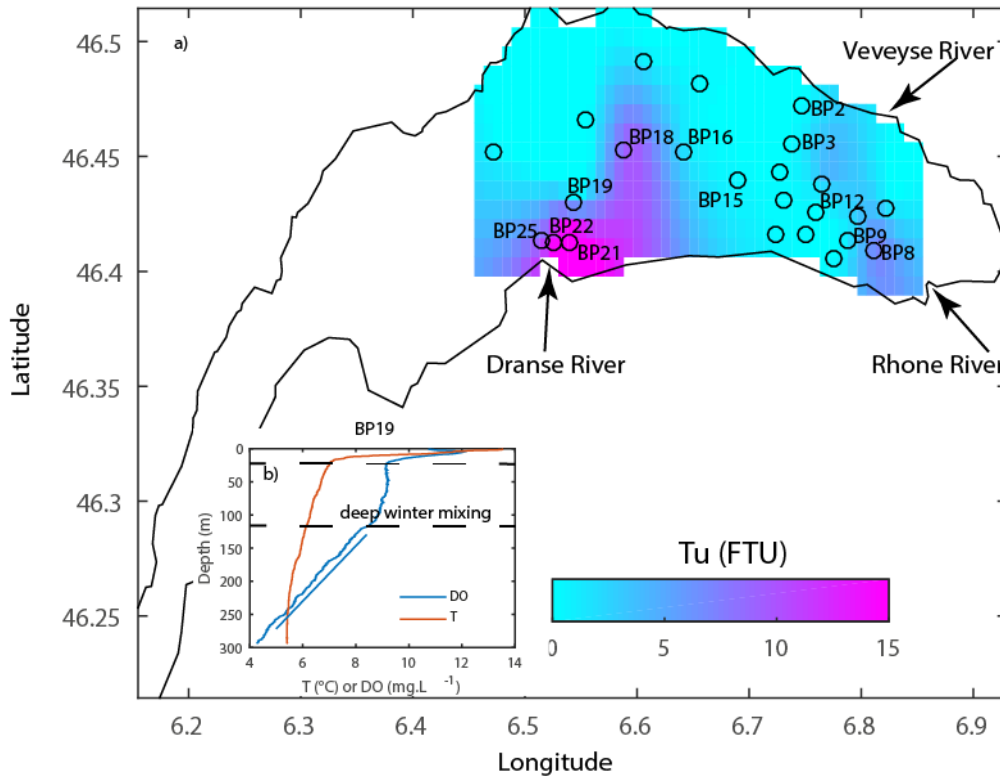 a)
46.5
46.45
46.4
46.35
46.3
46.25
Latitude
Veveyse River
BP2
BP18
BP16
BP3
BP19
BP15
BP12
BP25
BP22
BP21
BP9
BP8
Dranse River
Rhone River
BP19
b)
0
50
100
150
200
250
300
Depth (m)
deep winter mixing
DO
T
4 6 8 10 12 14
T (°C) or DO (mg.L -1)
Tu (FTU)
0 5 10 15
6.2 6.3 6.4 6.5 6.6 6.7 6.8 6.9
Longitude